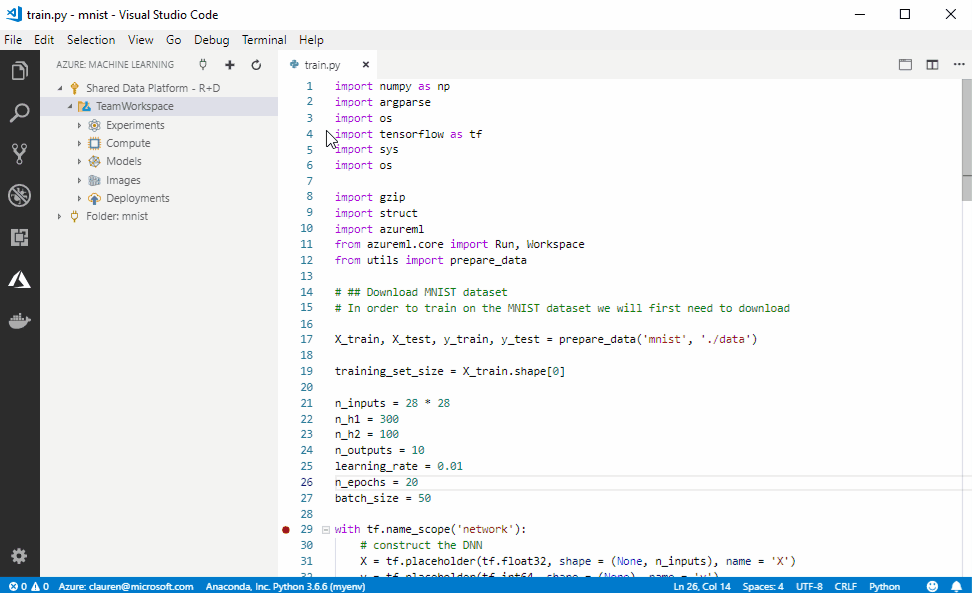 train.py - mnist - Visual Studio Code
File Edit Selection View Go Debug Terminal Help
AZURE: MACHINE LEARNING
train.py
Shared Data Platform - R+D
TeamWorkspace
Experiments
Compute
Models
Images
Deployments
Folder: mnist
1 import numpy as np
2 import argparse
3 import os
4 import tensorflow as tf
5 import sys
6 import os
7
8 import gzip
9 import struct
10 import azureml
11 from azureml.core import Run, Workspace
12 from utils import prepare_data
13
14 # ## Download MNIST dataset
15 # In order to train on the MNIST dataset we will first need to download
16
17 X_train, X_test, y_train, y_test = prepare_data('mnist', './data')
18
19 training_set_size = X_train.shape[0]
20
21 n_inputs = 28 * 28
22 n_h1 = 300
23 n_h2 = 100
24 n_outputs = 10
25 learning_rate = 0.01
26 n_epochs = 20
27 batch_size = 50
28
29 with tf.name_scope('network'):
30 # construct the DNN
31 X = tf.placeholder(tf.float32, shape = (None, n_inputs), name = 'X')
32 y = tf.placeholder(tf.int64, shape = (None), name = 'y')
0 0 Azure: clauren@microsoft.com Anaconda, Inc. Python 3.6.6 (myenv) Ln 26, Col 14 Spaces: 4 UTF-8 CRLF Python